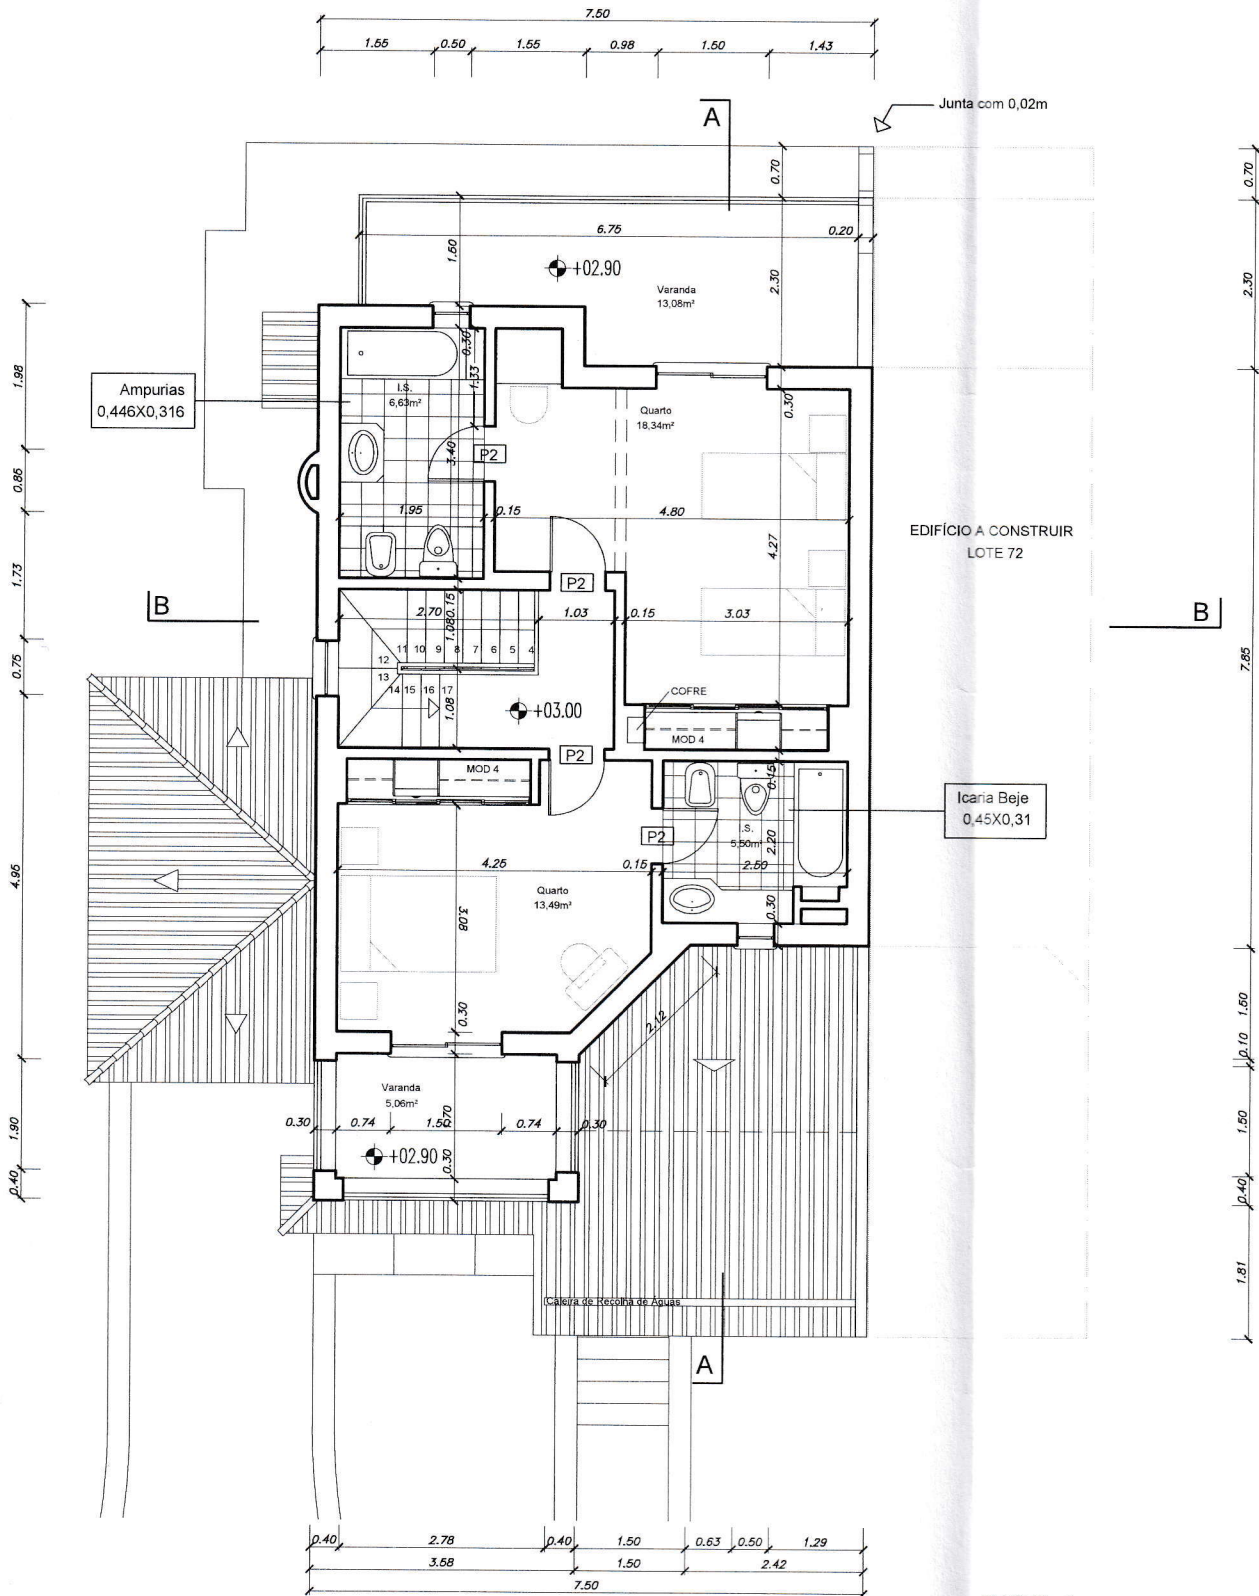 7.50
1.55 0.50 1.55 0.98 1.50 1.43
Junta com 0,02m
A
0.70 0.70
6.75 0.20
1.60
+02.90
Varanda
13,08m²
2.30 2.30
Ampurias
0,446X0,316
I.S.
6,63m²
0.30
1.33
Quarto
18,34m²
0.30
1.98
P2
3.40
0.86
1.95 0.15 4.80
4.27
EDIFÍCIO A CONSTRUIR
LOTE 72
1.73
P2
B B
2.70 1.03 0.15 3.03
0.15
1.08
11 10 9 8 7 6 5 4
12
13
14 15 16 17
1.08
0.75
7.85
COFRE
+03.00
MOD 4
P2
MOD 4
0.15
Icaria Beje
0,45X0,31
P2
I.S.
5,50m²
2.20
4.25 0.15 2.50
4.95
Quarto
13,49m²
3.08
0.30
0.30
2.12
1.50
0.10
Varanda
5,06m²
0.30 0.74 1.50 0.74 0.30
1.70
+02.90
0.30
1.90
0.40
1.50
0.40
1.81
Caleira de Recolha de Águas
A
0.40 2.78 0.40 1.50 0.63 0.50 1.29
3.58 1.50 2.42
7.50